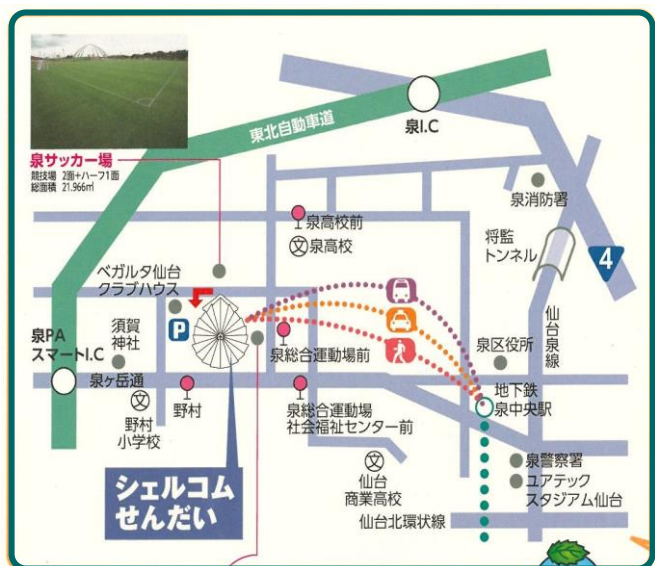 東北自動車道
泉I.C
泉サッカー場
競技場 2面+ハーフ1面
総面積 21.966㎡
泉消防署
泉高校前
文 泉高校
将監
トンネル
4
ベガルタ仙台
クラブハウス
P
仙台泉線
泉PA
スマートI.C
須賀
神社
泉総合運動場前
泉区役所
泉ヶ岳通
地下鉄
泉中央駅
文
野村
小学校
野村
泉総合運動場
社会福祉センター前
文
仙台
商業高校
泉警察署
ユアテック
スタジアム仙台
シェルコム
せんだい
仙台北環状線